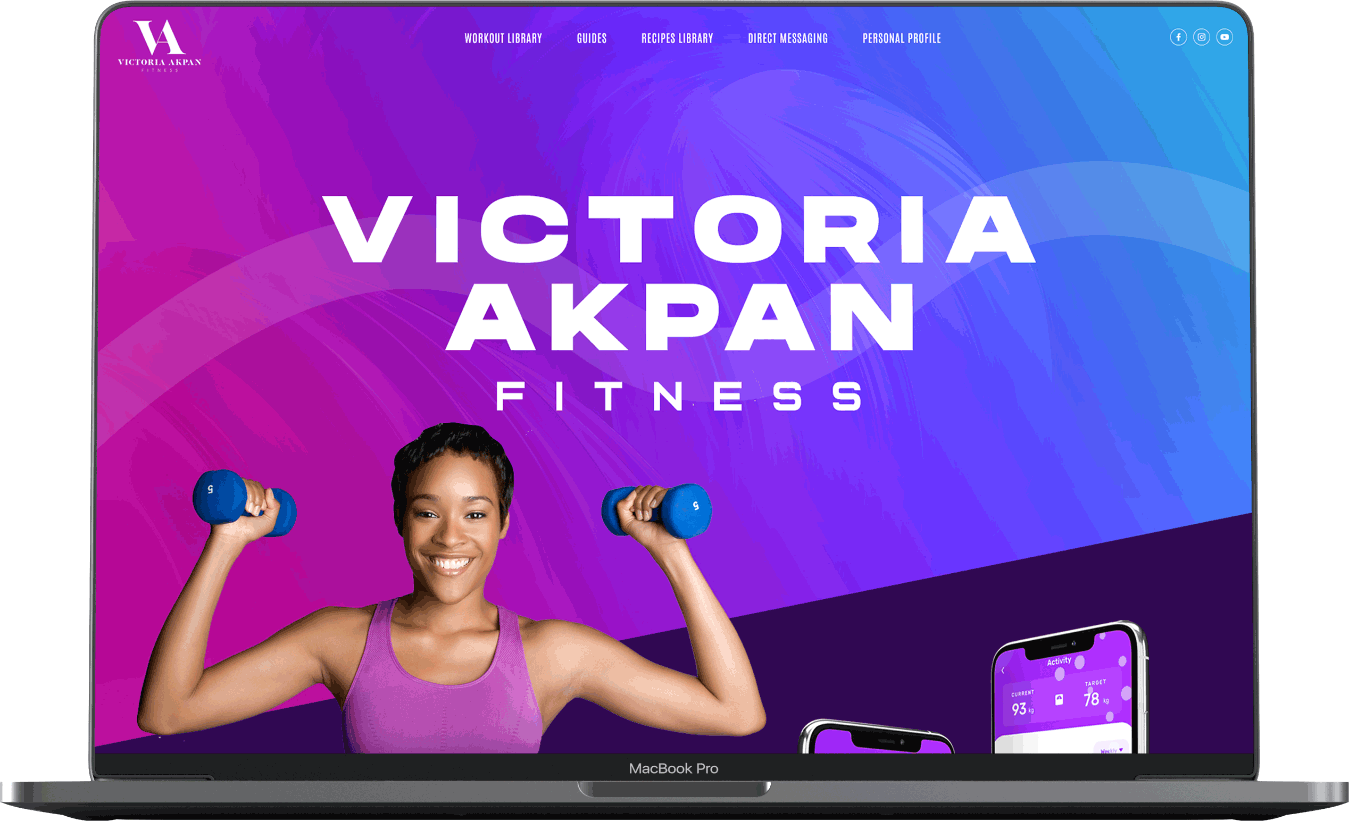 VA
VICTORIA AKPAN
FITNESS
WORKOUT LIBRARY
GUIDES
RECIPES LIBRARY
DIRECT MESSAGING
PERSONAL PROFILE
VICTORIA
AKPAN
FITNESS
5
5
Activity
CURRENT
93 kg
TARGET
78 kg
Weekly
MacBook Pro